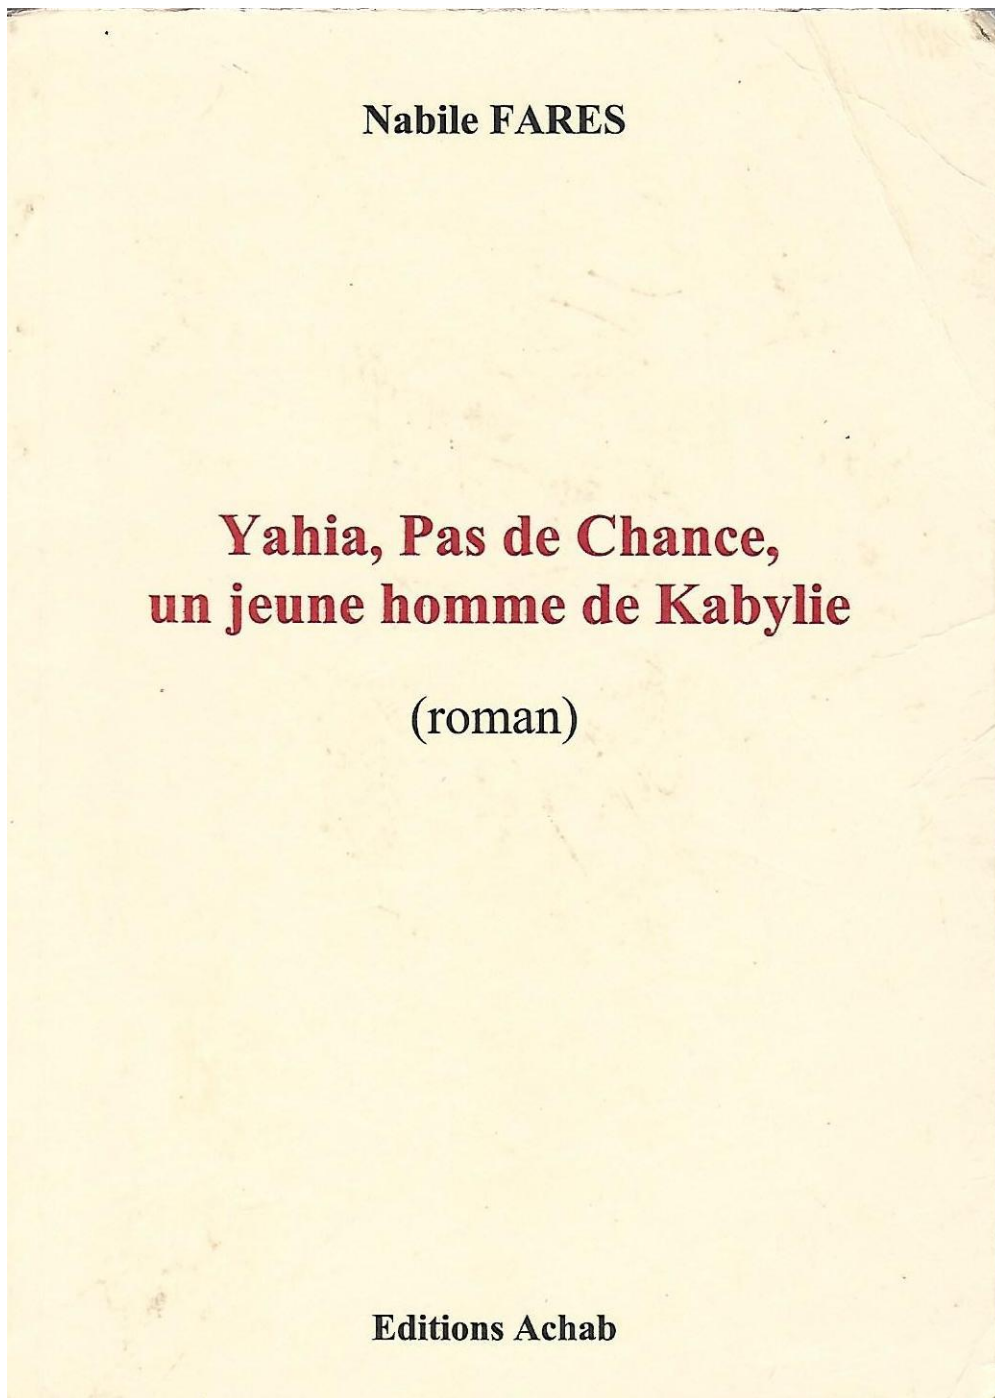 Nabile FARES
Yahia, Pas de Chance,
un jeune homme de Kabylie
(roman)
Editions Achab